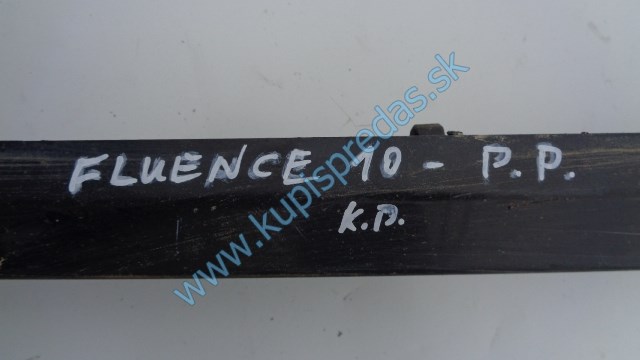 FLUENCE 10 - P.P.
K.P.
www.kupispredas.sk